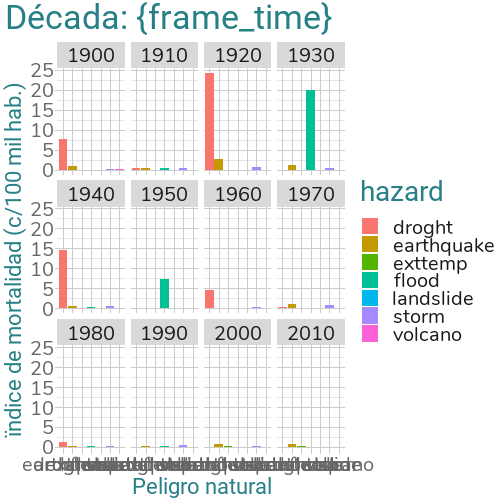 Década: {frame_time}
1900 1910 1920 1930
25
20
15
10
5
0
1940 1950 1960 1970
25
20
15
10
5
0
1980 1990 2000 2010
25
20
15
10
5
0
ïndice de mortalidad (c/100 mil hab.)
Peligro natural
hazard
droght
earthquake
exttemp
flood
landslide
storm
volcano